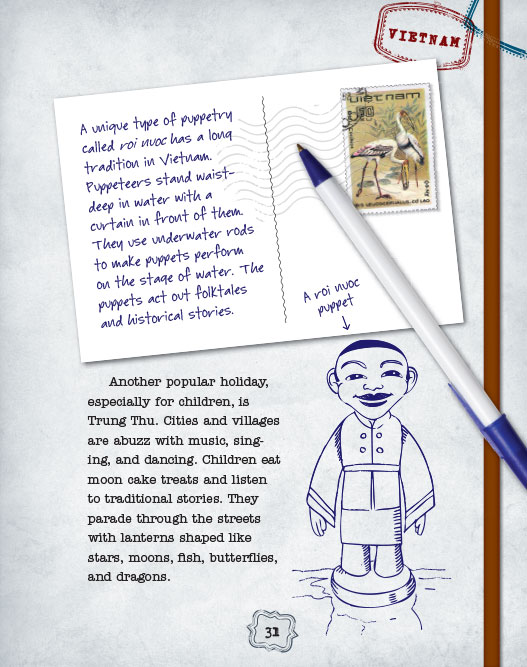 VIETNAM
A unique type of puppetry
called roi nuoc has a long
tradition in Vietnam.
Puppeteers stand waist-
deep in water with a
curtain in front of them.
They use underwater rods
to make puppets perform
on the stage of water. The
puppets act out folktales
and historical stories.
Vietnam
50
A roi nuoc
puppet
Another popular holiday,
especially for children, is
Trung Thu. Cities and villages
are abuzz with music, sing-
ing, and dancing. Children eat
moon cake treats and listen
to traditional stories. They
parade through the streets
with lanterns shaped like
stars, moons, fish, butterflies,
and dragons.
31